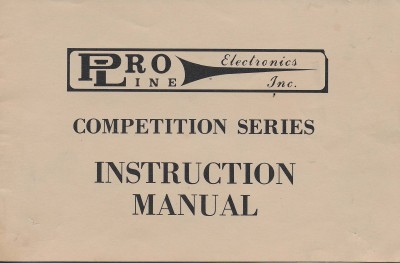 PRO LINE Electronics Inc.
COMPETITION SERIES
INSTRUCTION
MANUAL